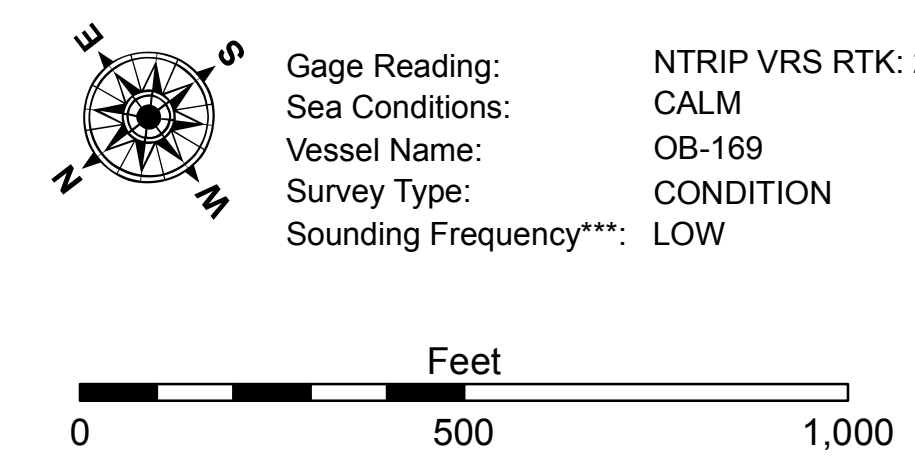 E
S
N
W
Gage Reading: NTRIP VRS RTK:
Sea Conditions: CALM
Vessel Name: OB-169
Survey Type: CONDITION
Sounding Frequency***: LOW
Feet
0 500 1,000